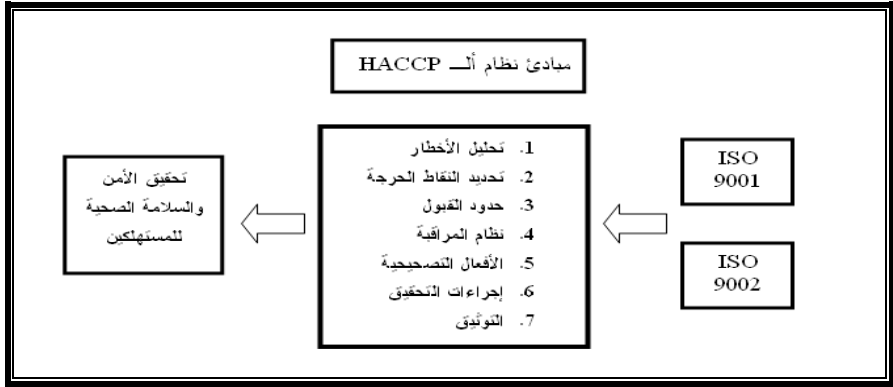 مبادئ نظام ألـــ HACCP
ISO
9001
ISO
9002
1. تحليل الأخطار
2. تحديد النقاط الحرجة
3. حدود القبول
4. نظام المراقبة
5. الأفعال التصحيحية
6. إجراءات التحقيق
7. التوثيق
تحقيق الأمن
والسلامة الصحية
للمستهلكين